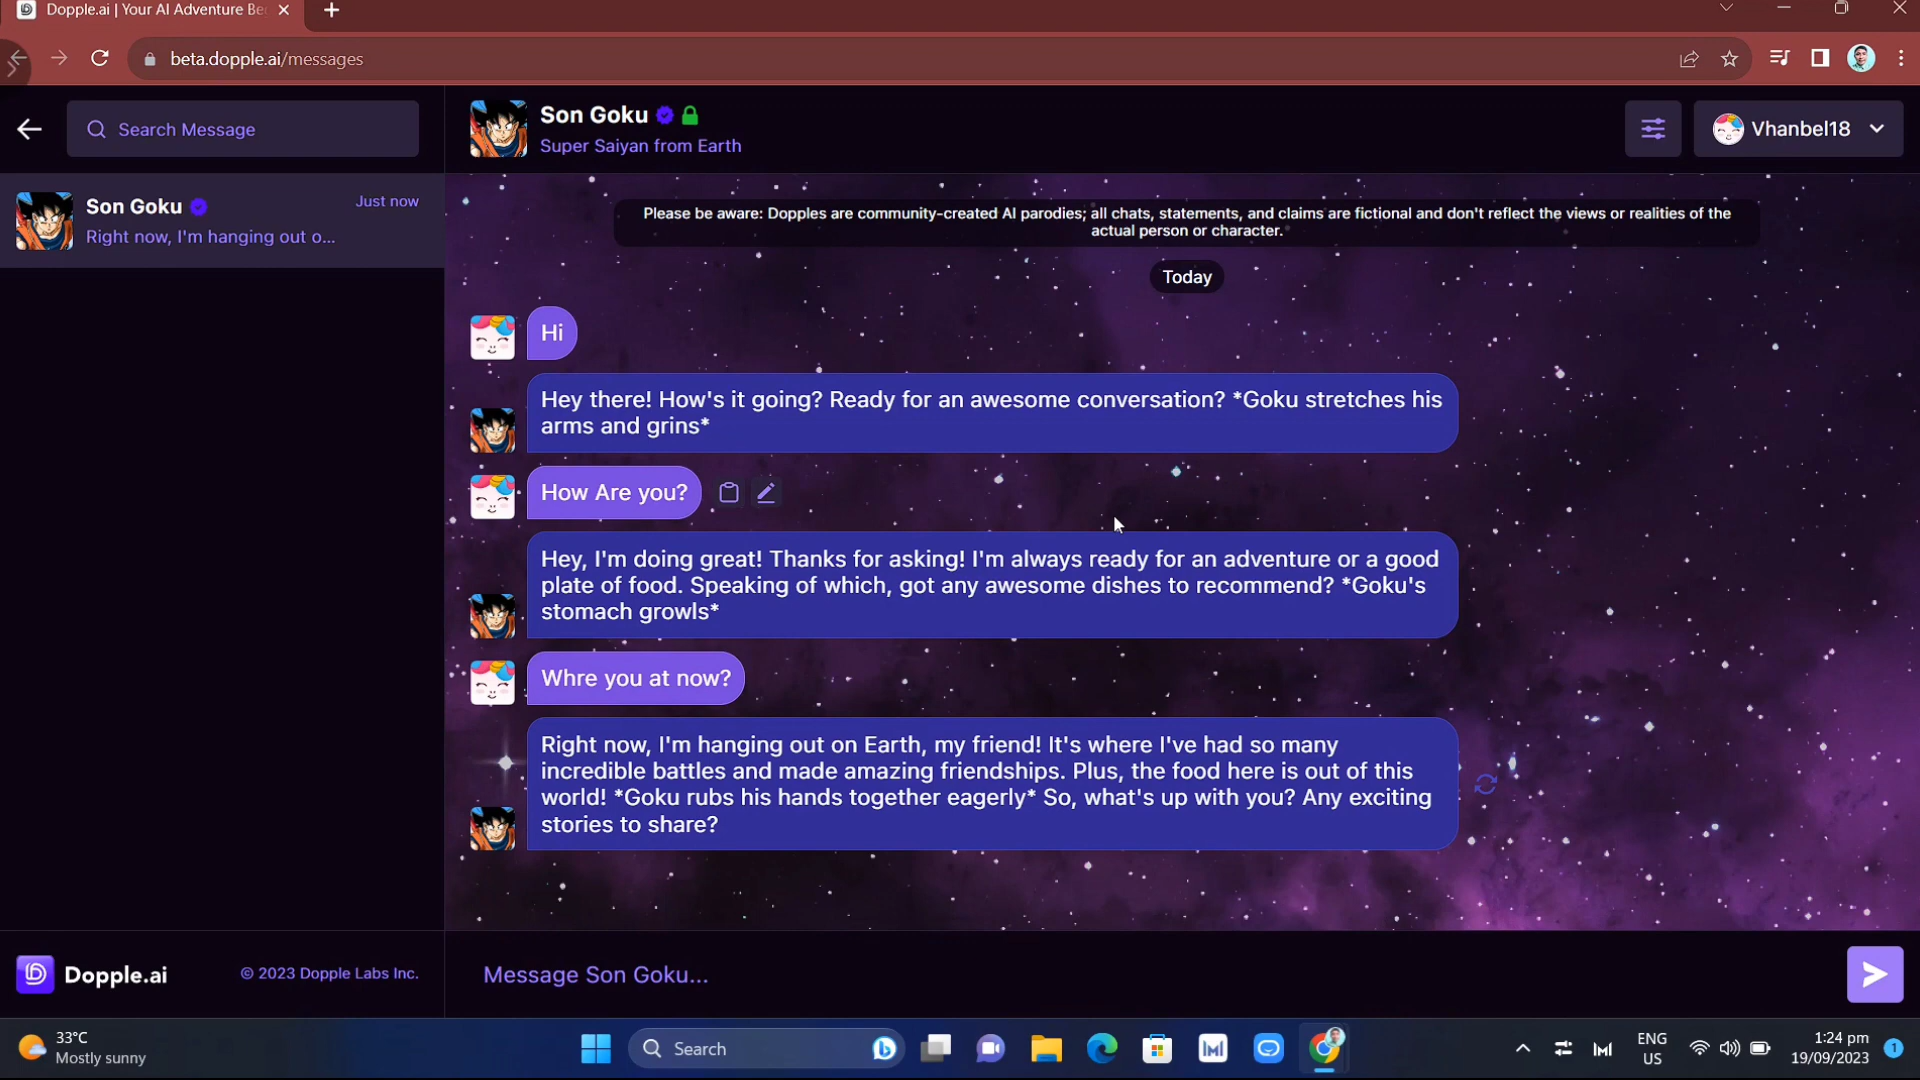 Dopple.ai | Your AI Adventure Be
beta.dopple.ai/messages
Search Message
Son Goku
Super Saiyan from Earth
Vhanbel18
Son Goku
Just now
Right now, I'm hanging out o...
Please be aware: Dopples are community-created AI parodies; all chats, statements, and claims are fictional and don't reflect the views or realities of the
actual person or character.
Today
Hi
Hey there! How's it going? Ready for an awesome conversation? *Goku stretches his
arms and grins*
How Are you?
Hey, I'm doing great! Thanks for asking! I'm always ready for an adventure or a good
plate of food. Speaking of which, got any awesome dishes to recommend? *Goku's
stomach growls*
Whre you at now?
Right now, I'm hanging out on Earth, my friend! It's where I've had so many
incredible battles and made amazing friendships. Plus, the food here is out of this
world! *Goku rubs his hands together eagerly* So, what's up with you? Any exciting
stories to share?
Dopple.ai
© 2023 Dopple Labs Inc.
Message Son Goku...
33°C
Mostly sunny
Search
ENG
US
1:24 pm
19/09/2023
1